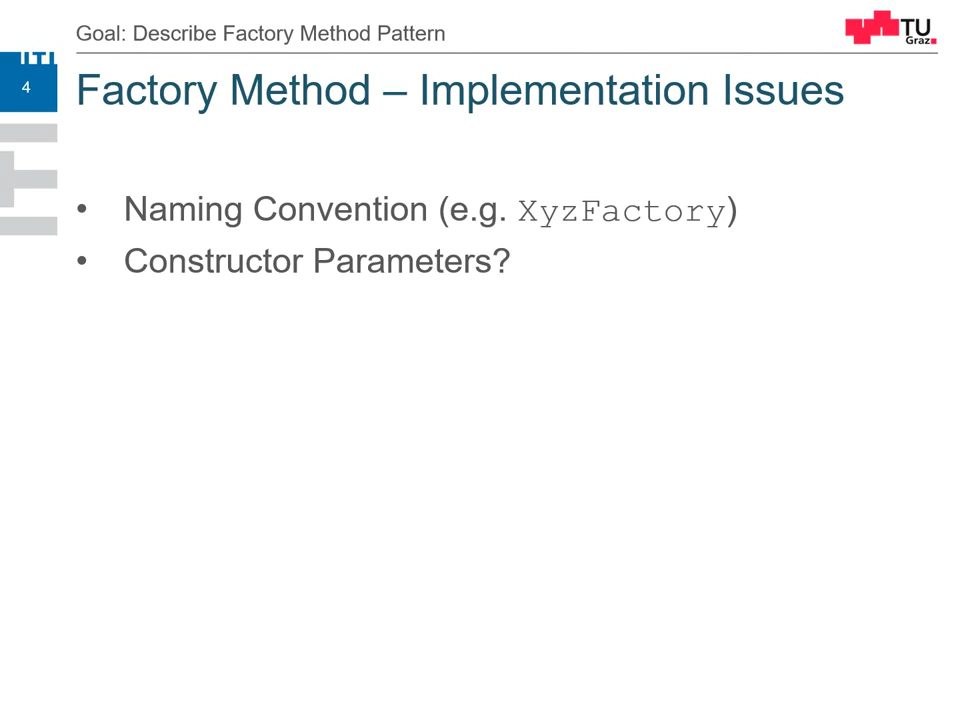 Goal: Describe Factory Method Pattern
TU
Graz
4
Factory Method – Implementation Issues
• Naming Convention (e.g. XyzFactory)
• Constructor Parameters?